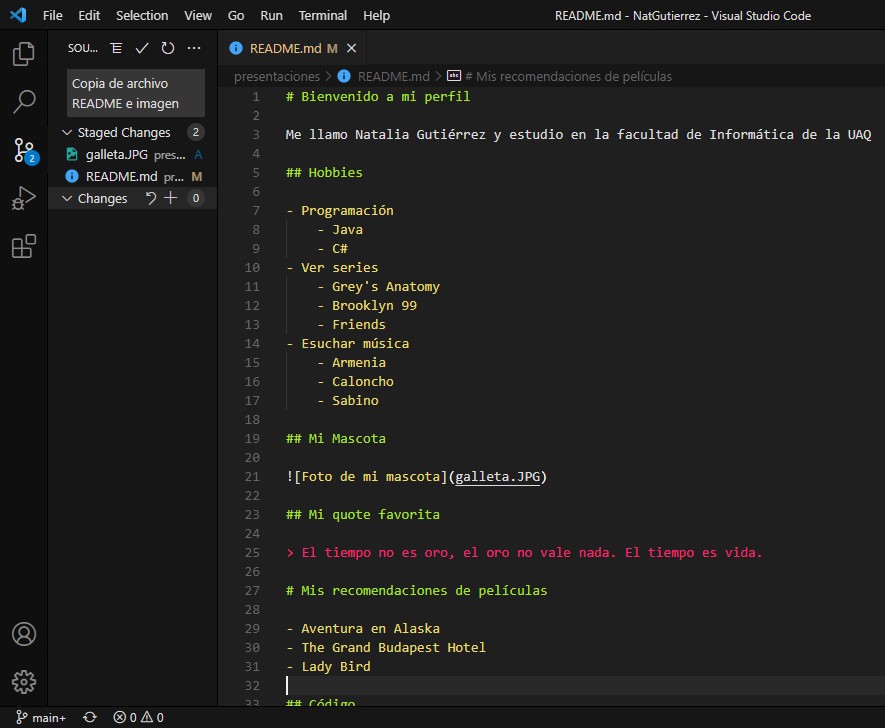 File Edit Selection View Go Run Terminal Help README.md - NatGutierrez - Visual Studio Code
SOU...
README.md M
presentaciones > README.md > # Mis recomendaciones de películas
Copia de archivo
README e imagen
Staged Changes 2
galleta.JPG pres... A
README.md pr... M
Changes 0
2
1 # Bienvenido a mi perfil
2
3 Me llamo Natalia Gutiérrez y estudio en la facultad de Informática de la UAQ
4
5 ## Hobbies
6
7 - Programación
8 - Java
9 - C#
10 - Ver series
11 - Grey's Anatomy
12 - Brooklyn 99
13 - Friends
14 - Esuchar música
15 - Armenia
16 - Caloncho
17 - Sabino
18
19 ## Mi Mascota
20
21 ![Foto de mi mascota](galleta.JPG)
22
23 ## Mi quote favorita
24
25 > El tiempo no es oro, el oro no vale nada. El tiempo es vida.
26
27 # Mis recomendaciones de películas
28
29 - Aventura en Alaska
30 - The Grand Budapest Hotel
31 - Lady Bird
32
33 ## Código
main+ 0 0